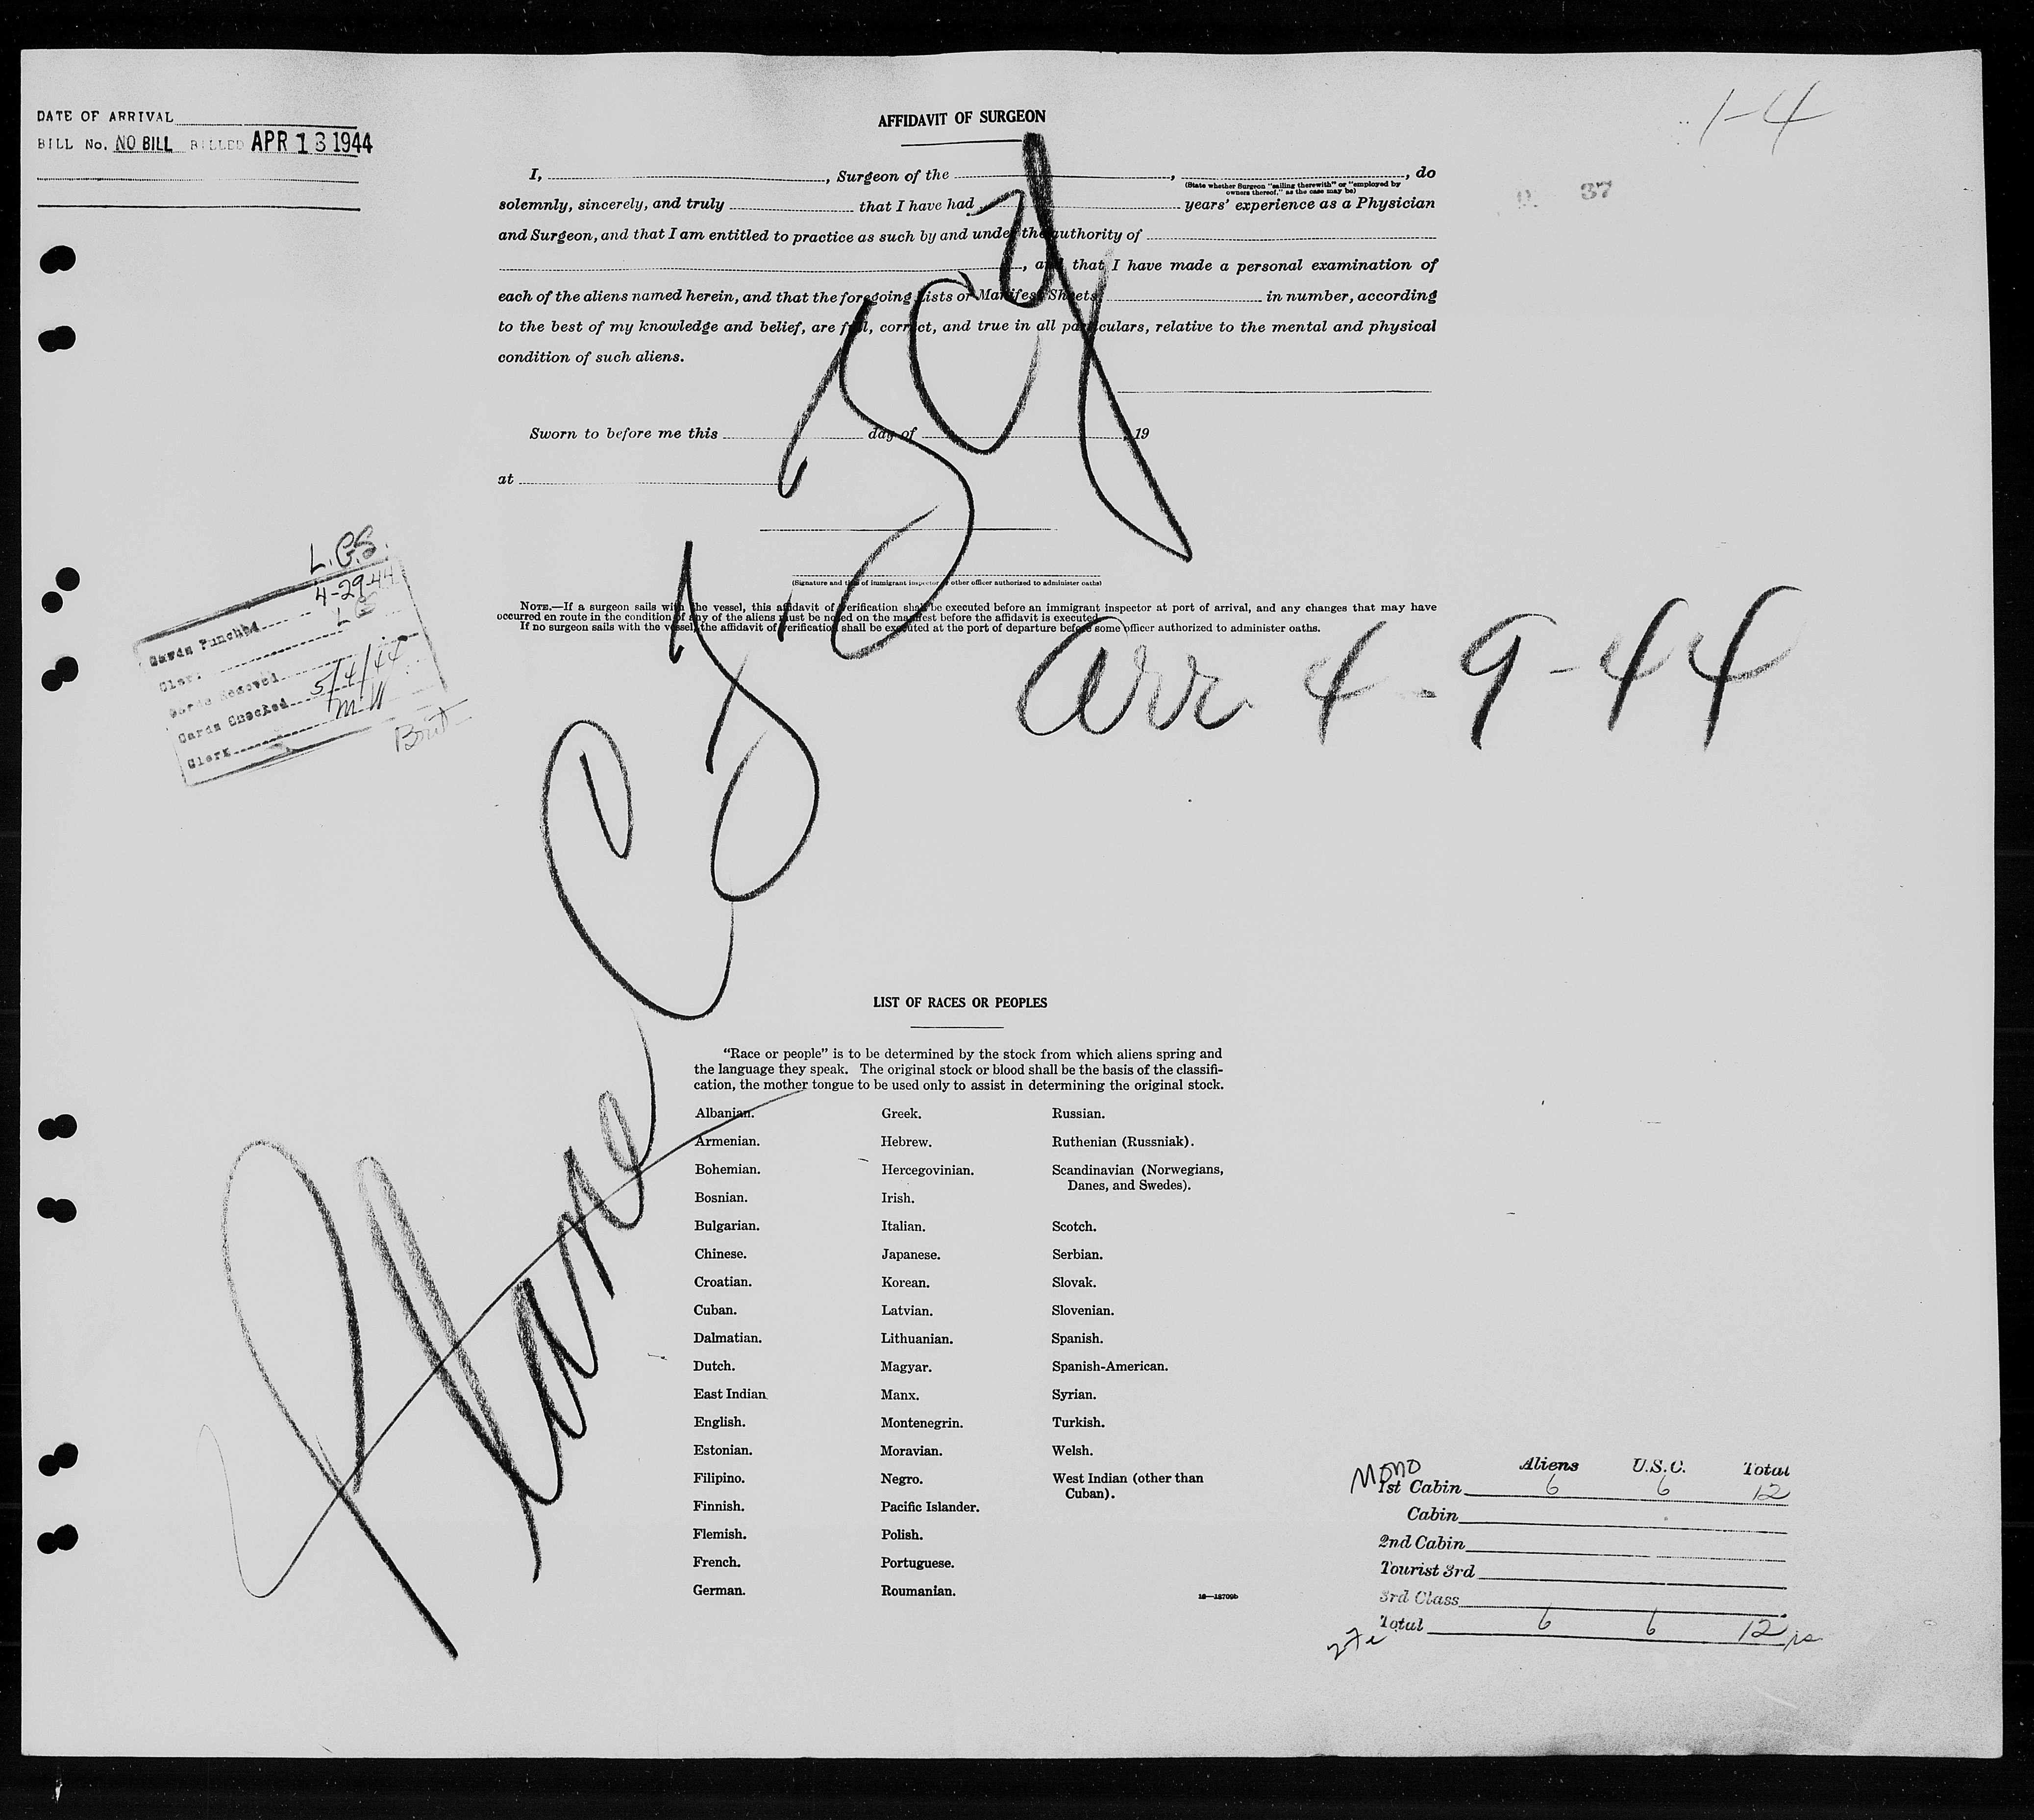 DATE OF ARRIVAL
BILL No. NO BILL BILLED APR 13 1944
1-4
37
AFFIDAVIT OF SURGEON
I, , Surgeon of the , , do
(State whether Surgeon "sailing therewith" or "employed by
owners thereof," as the case may be)
solemnly, sincerely, and truly that I have had years' experience as a Physician
and Surgeon, and that I am entitled to practice as such by and under the authority of
, and that I have made a personal examination of
each of the aliens named herein, and that the foregoing Lists or Manifest Sheets, in number, according
to the best of my knowledge and belief, are full, correct, and true in all particulars, relative to the mental and physical
condition of such aliens.
Sworn to before me this day of , 19
at
(Signature and title of immigrant inspector or other officer authorized to administer oaths)
NOTE.—If a surgeon sails with the vessel, this affidavit of verification shall be executed before an immigrant inspector at port of arrival, and any changes that may have
occurred en route in the condition of any of the aliens must be noted on the manifest before the affidavit is executed.
If no surgeon sails with the vessel, the affidavit of verification shall be executed at the port of departure before some officer authorized to administer oaths.
L.G.S.
4-29-44
Cards Punched
Clerk
Cards Removed
Cards Checked 5/4/44
Clerk MW
Brit
Arr 4-9-44
Plane
LIST OF RACES OR PEOPLES
"Race or people" is to be determined by the stock from which aliens spring and
the language they speak. The original stock or blood shall be the basis of the classifi-
cation, the mother tongue to be used only to assist in determining the original stock.
Albanian.
Armenian.
Bohemian.
Bosnian.
Bulgarian.
Chinese.
Croatian.
Cuban.
Dalmatian.
Dutch.
East Indian
English.
Estonian.
Filipino.
Finnish.
Flemish.
French.
German.
Greek.
Hebrew.
Hercegovinian.
Irish.
Italian.
Japanese.
Korean.
Latvian.
Lithuanian.
Magyar.
Manx.
Montenegrin.
Moravian.
Negro.
Pacific Islander.
Polish.
Portuguese.
Roumanian.
Russian.
Ruthenian (Russniak).
Scandinavian (Norwegians,
Danes, and Swedes).
Scotch.
Serbian.
Slovak.
Slovenian.
Spanish.
Spanish-American.
Syrian.
Turkish.
Welsh.
West Indian (other than
Cuban).
16—18709b
Mono Aliens U.S.C. Total
1st Cabin 6 6 12
Cabin
2nd Cabin
Tourist 3rd
3rd Class
Total 6 6 12